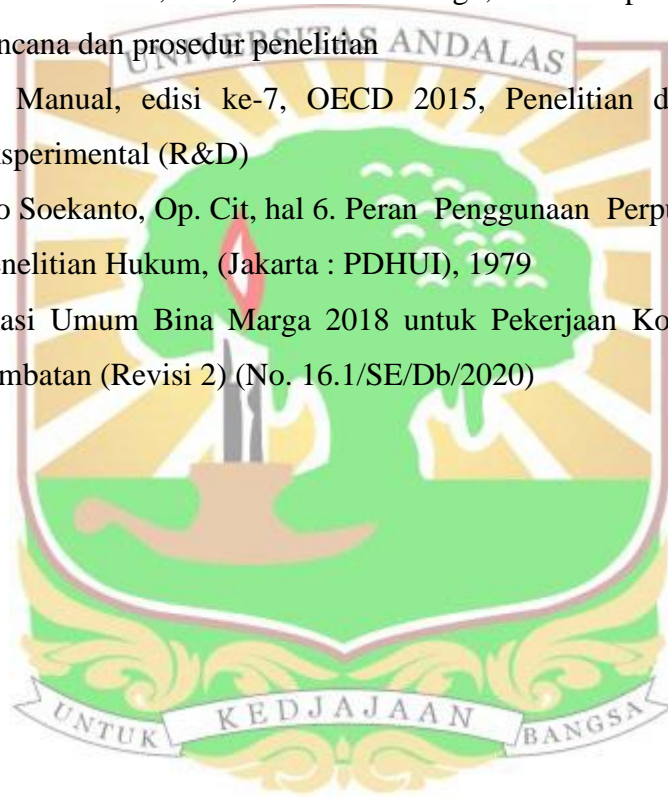 ncana dan prosedur penelitian
UNIVERSITAS ANDALAS
Manual, edisi ke-7, OECD 2015, Penelitian d
ksperimental (R&D)
o Soekanto, Op. Cit, hal 6. Peran Penggunaan Perpu
enelitian Hukum, (Jakarta : PDHUI), 1979
asi Umum Bina Marga 2018 untuk Pekerjaan Ko
mbatan (Revisi 2) (No. 16.1/SE/Db/2020)
UNTUK KEDJAJAAN BANGSA